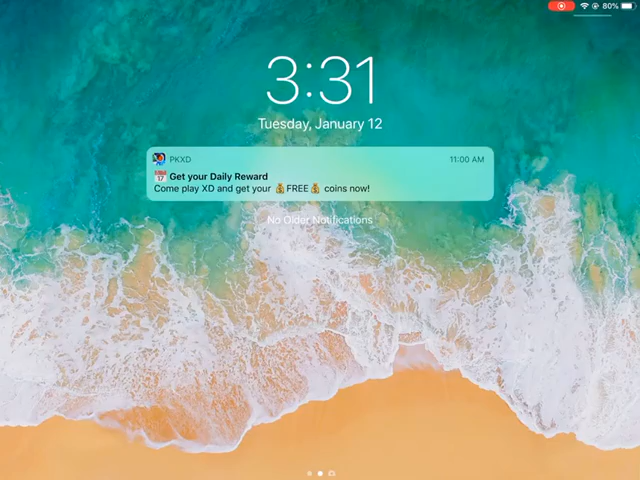 80%
3:31
Tuesday, January 12
PKXD
11:00 AM
17 Get your Daily Reward
Come play XD and get your 💰FREE💰 coins now!
No Older Notifications